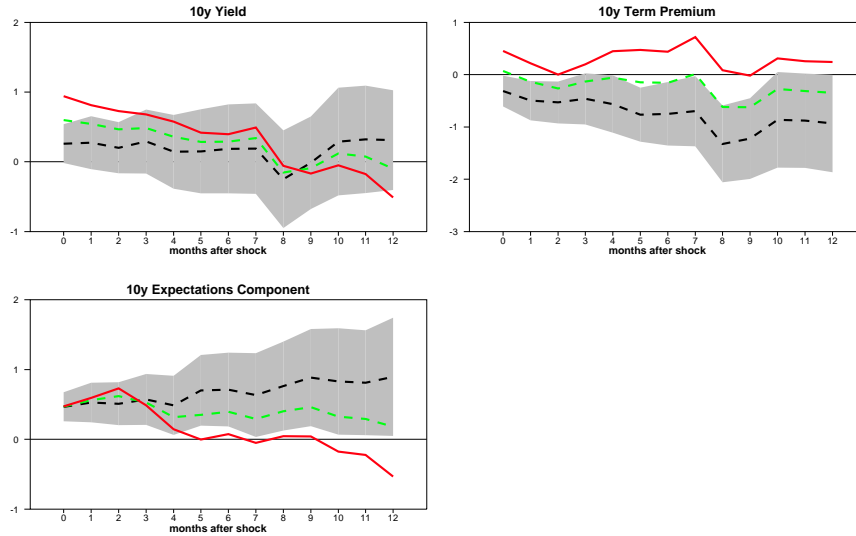 10y Yield
2
1
0
-1
0 1 2 3 4 5 6 7 8 9 10 11 12
months after shock
10y Term Premium
1
0
-1
-2
-3
0 1 2 3 4 5 6 7 8 9 10 11 12
months after shock
10y Expectations Component
2
1
0
-1
0 1 2 3 4 5 6 7 8 9 10 11 12
months after shock